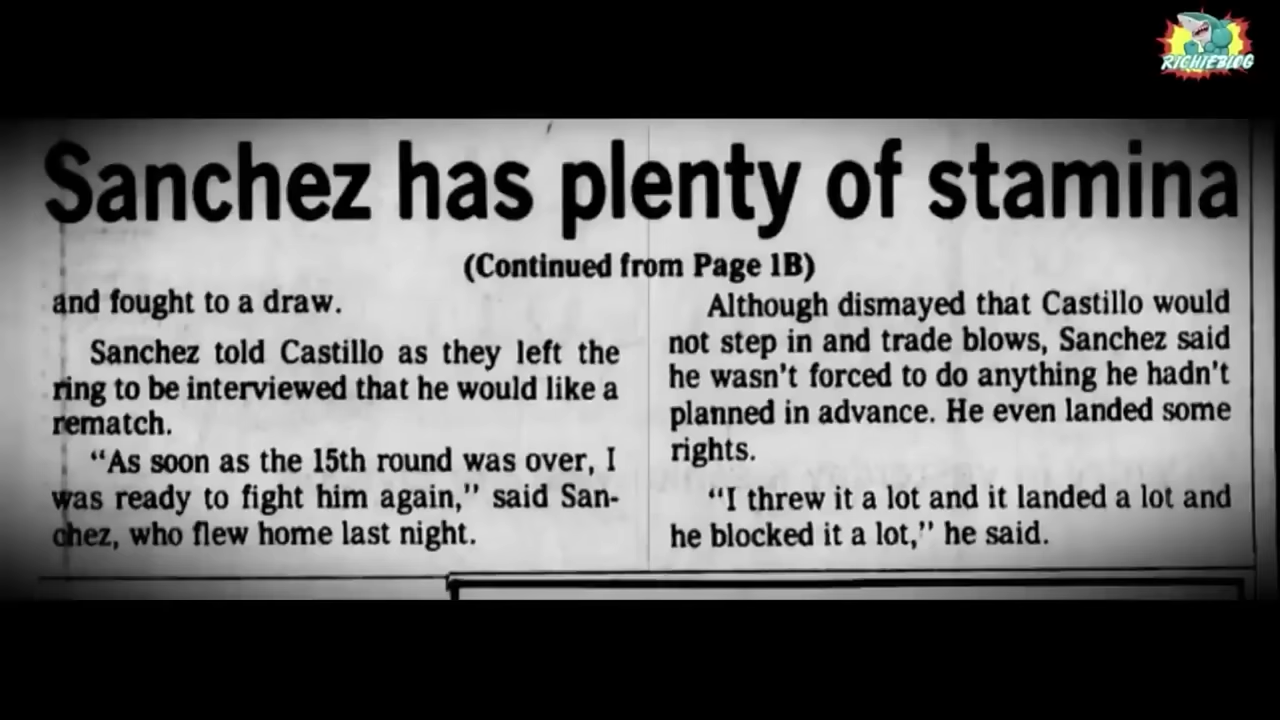 RICHIEBLOG
Sanchez has plenty of stamina
(Continued from Page 1B)
and fought to a draw.
Sanchez told Castillo as they left the
ring to be interviewed that he would like a
rematch.
"As soon as the 15th round was over, I
was ready to fight him again," said San-
chez, who flew home last night.
Although dismayed that Castillo would
not step in and trade blows, Sanchez said
he wasn't forced to do anything he hadn't
planned in advance. He even landed some
rights.
"I threw it a lot and it landed a lot and
he blocked it a lot," he said.